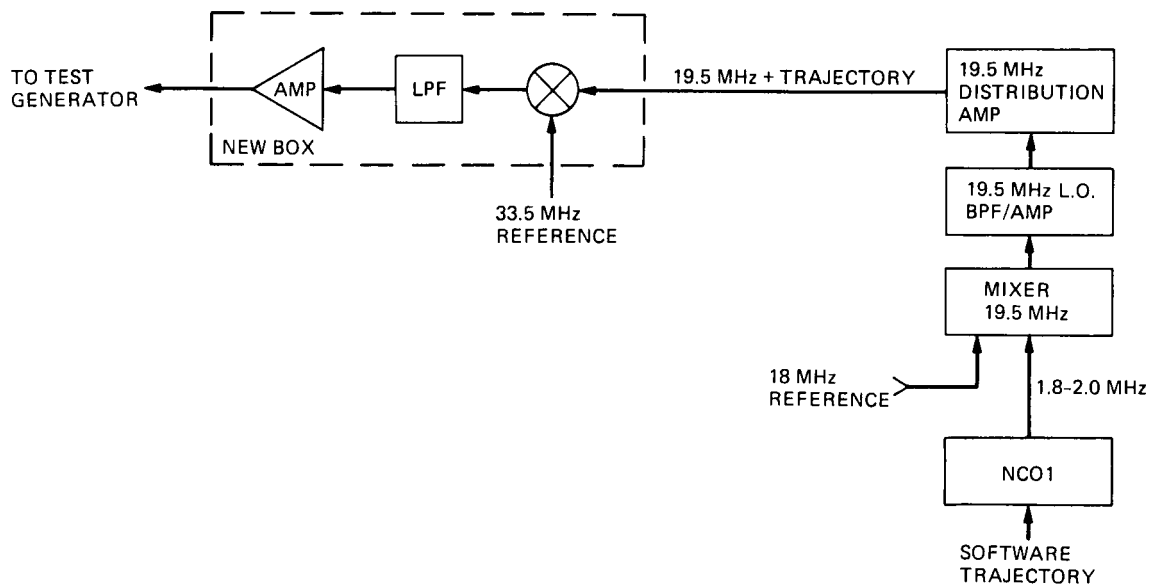 TO TEST
GENERATOR
AMP
LPF
NEW BOX
33.5 MHz
REFERENCE
19.5 MHz + TRAJECTORY
19.5 MHz
DISTRIBUTION
AMP
19.5 MHz L.O.
BPF/AMP
MIXER
19.5 MHz
18 MHz
REFERENCE
1.8–2.0 MHz
NCO1
SOFTWARE
TRAJECTORY